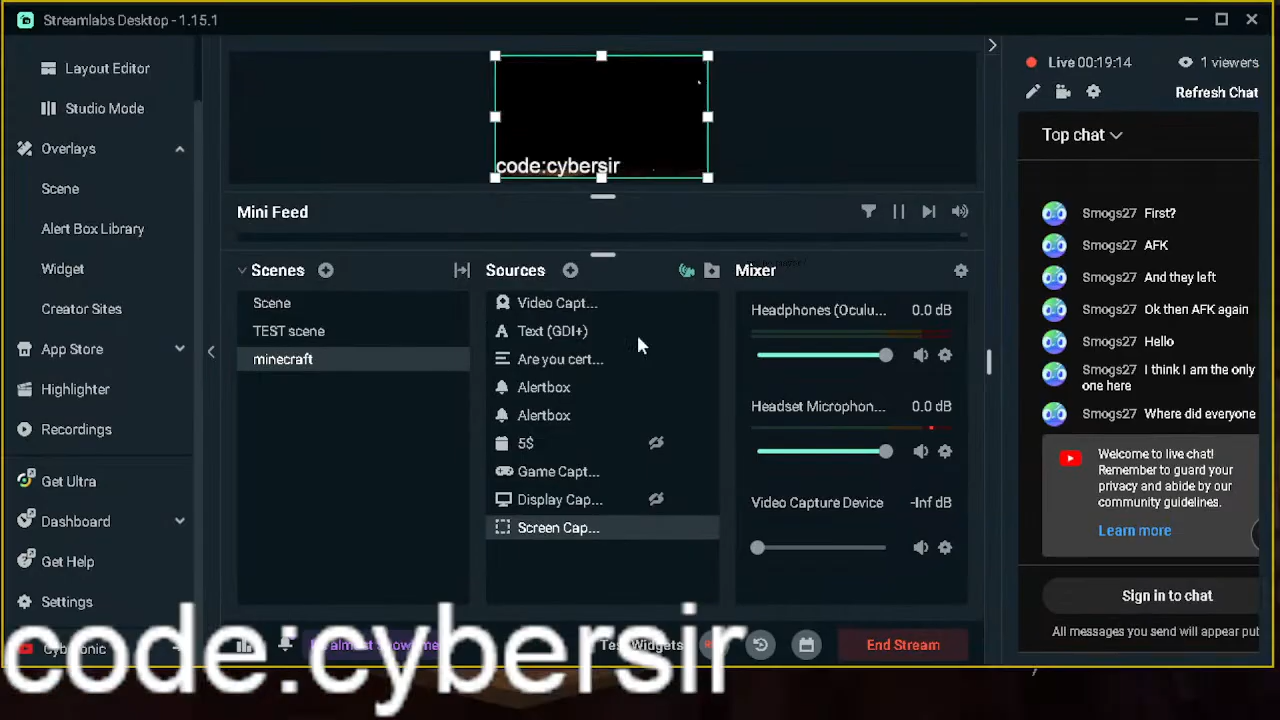 Streamlabs Desktop - 1.15.1
Layout Editor
Studio Mode
Overlays
Scene
Alert Box Library
Widget
Creator Sites
App Store
Highlighter
Recordings
Get Ultra
Dashboard
Get Help
Settings
code:cybersir
Mini Feed
Scenes
Scene
TEST scene
minecraft
Sources
Video Capt...
Text (GDI+)
Are you cert...
Alertbox
Alertbox
5$
Game Capt...
Display Cap...
Screen Cap...
Mixer
Headphones (Oculu...
0.0 dB
Headset Microphon...
0.0 dB
Video Capture Device
-Inf dB
End Stream
Live 00:19:14
1 viewers
Refresh Chat
Top chat
Smogs27 First?
Smogs27 AFK
Smogs27 And they left
Smogs27 Ok then AFK again
Smogs27 Hello
Smogs27 I think I am the only
one here
Smogs27 Where did everyone
Welcome to live chat!
Remember to guard your
privacy and abide by our
community guidelines.
Learn more
Sign in to chat
All messages you send will appear pub
code:cybersir